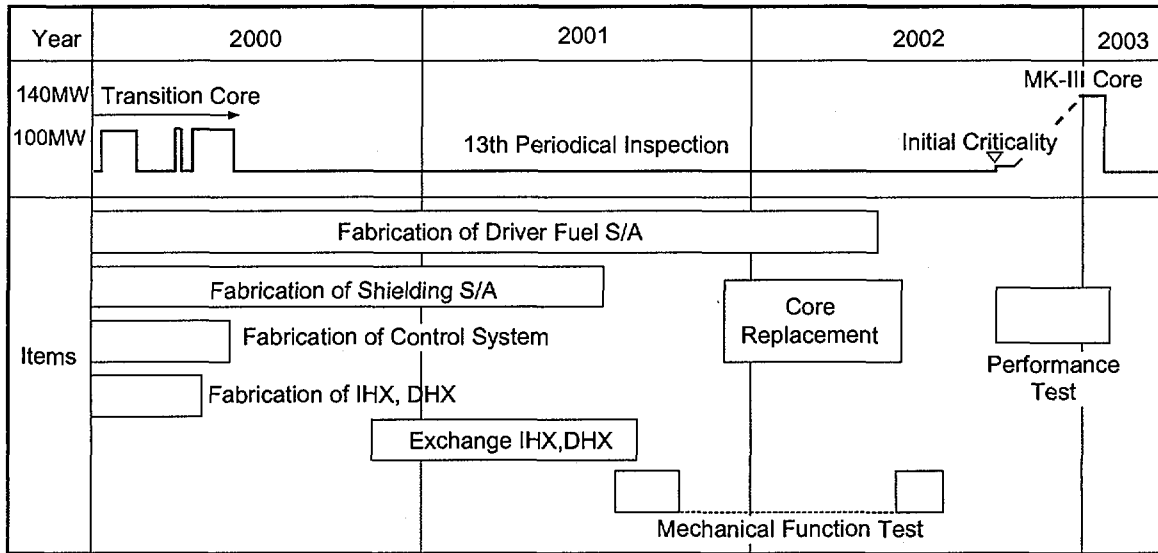 Year 2000 2001 2002 2003
MK-III Core
140MW Transition Core
100MW
13th Periodical Inspection
Initial Criticality
Fabrication of Driver Fuel S/A
Fabrication of Shielding S/A
Core
Replacement
Fabrication of Control System
Items
Performance
Test
Fabrication of IHX, DHX
Exchange IHX,DHX
Mechanical Function Test